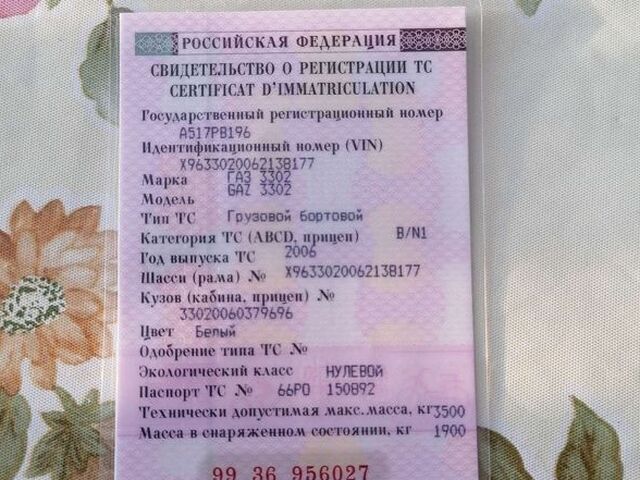 РОССИЙСКАЯ ФЕДЕРАЦИЯ
СВИДЕТЕЛЬСТВО О РЕГИСТРАЦИИ ТС
CERTIFICAT D'IMMATRICULATION
Государственный регистрационный номер
А517РВ196
Идентификационный номер (VIN)
X9633020062138177
Марка ГАЗ 3302
Модель GAZ 3302
Тип ТС Грузовой бортовой
Категория ТС (ABCD, прицеп) B/N1
Год выпуска ТС 2006
Шасси (рама) № X9633020062138177
Кузов (кабина, прицеп) №
33020060379696
Цвет Белый
Одобрение типа ТС №
Экологический класс НУЛЕВОЙ
Паспорт ТС № 66РО 150892
Технически допустимая макс. масса, кг 3500
Масса в снаряженном состоянии, кг 1900
99 36 956027